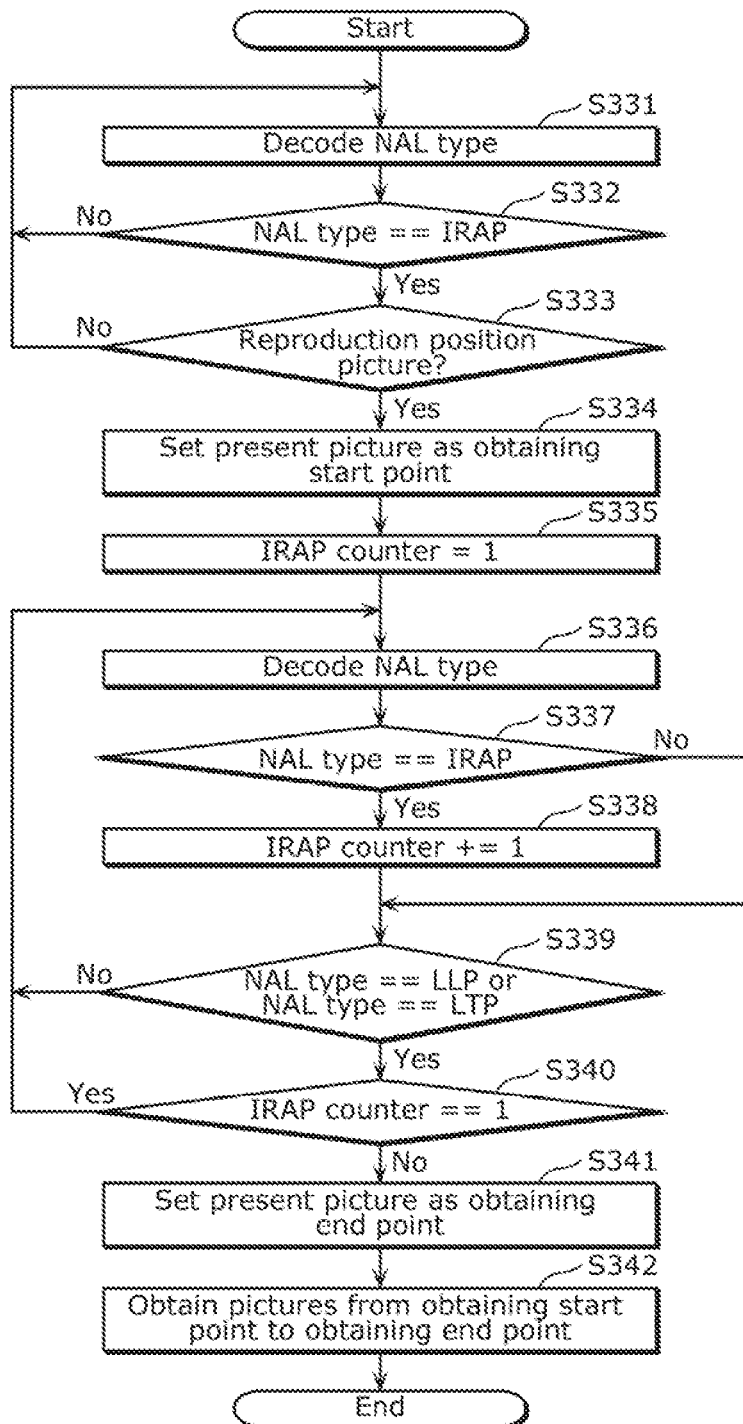 Start
S331
Decode NAL type
S332
No
NAL type == IRAP
Yes
S333
No
Reproduction position
picture?
Yes
S334
Set present picture as obtaining
start point
S335
IRAP counter = 1
S336
Decode NAL type
S337
No
NAL type == IRAP
Yes
S338
IRAP counter += 1
S339
No
NAL type == LLP or
NAL type == LTP
Yes
S340
Yes
IRAP counter == 1
No
S341
Set present picture as obtaining
end point
S342
Obtain pictures from obtaining start
point to obtaining end point
End